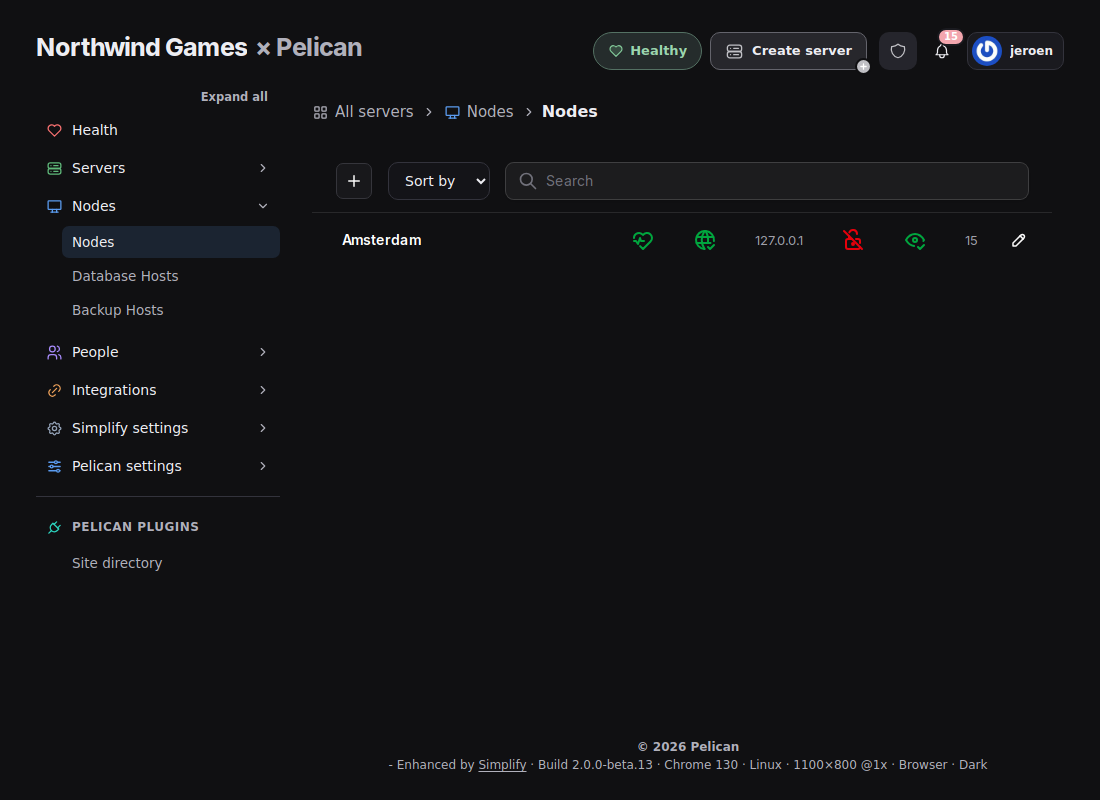 Northwind Games × Pelican
Healthy
Create server
15
jeroen
Expand all
Health
Servers
Nodes
Nodes
Database Hosts
Backup Hosts
People
Integrations
Simplify settings
Pelican settings
PELICAN PLUGINS
Site directory
All servers > Nodes > Nodes
Sort by
Search
Amsterdam 127.0.0.1 15
© 2026 Pelican
- Enhanced by Simplify · Build 2.0.0-beta.13 · Chrome 130 · Linux · 1100×800 @1x · Browser · Dark